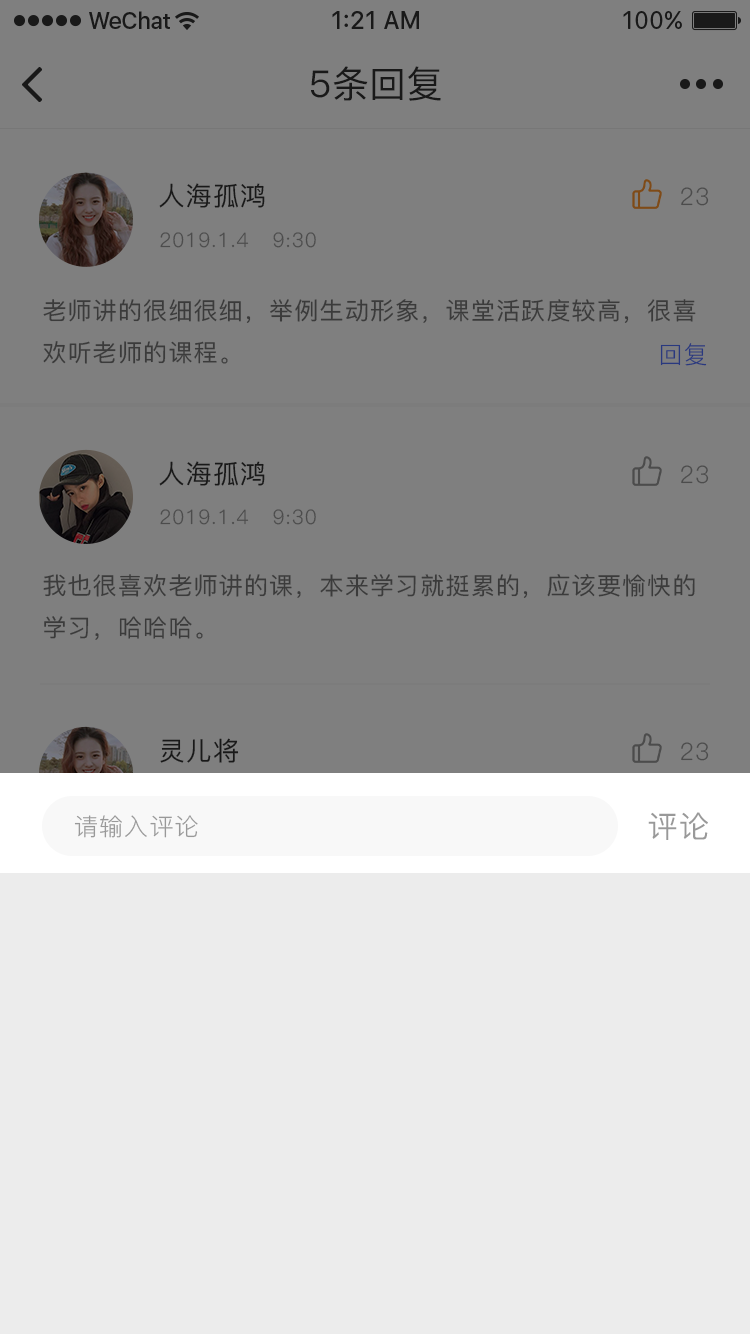 WeChat 1:21 AM 100%
5条回复
人海孤鸿 23
2019.1.4 9:30
老师讲的很细很细，举例生动形象，课堂活跃度较高，很喜
欢听老师的课程。 回复
人海孤鸿 23
2019.1.4 9:30
我也很喜欢老师讲的课，本来学习就挺累的，应该要愉快的
学习，哈哈哈。
灵儿将 23
请输入评论 评论